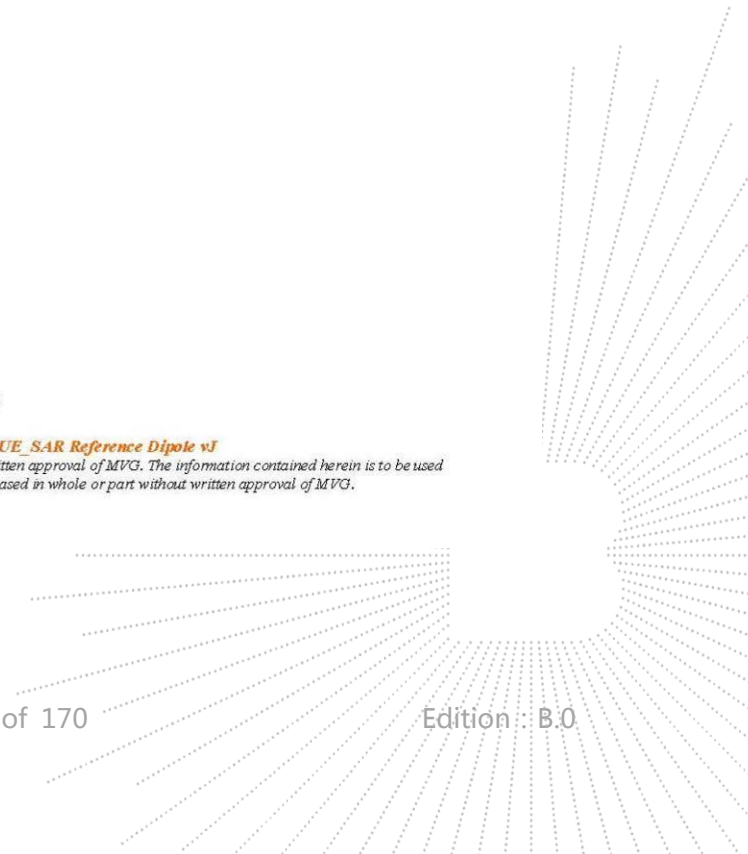 UE_SAR Reference Dipole vJ
tten approval of MVG. The information contained herein is to be used
ased in whole or part without written approval of MVG.
of 170
Edition : B.0